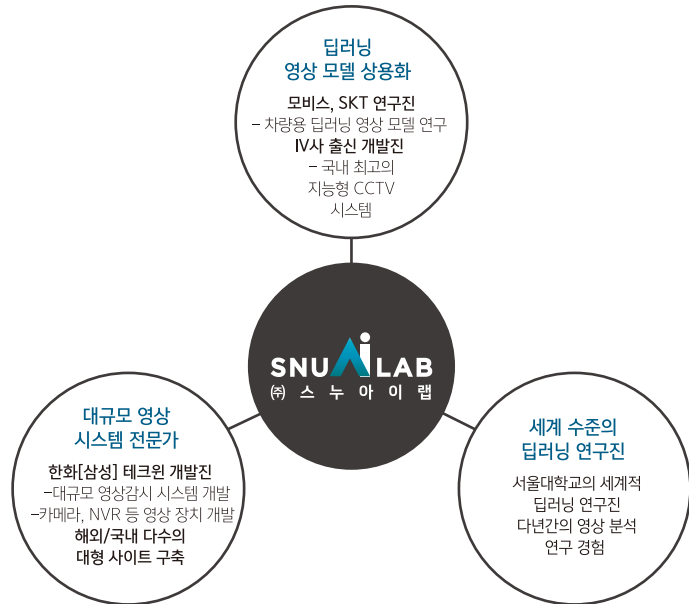 딥러닝
영상 모델 상용화
모비스, SKT 연구진
– 차량용 딥러닝 영상 모델 연구
IV사 출신 개발진
– 국내 최고의
지능형 CCTV
시스템
SNU Ai LAB
㈜ 스누아이랩
대규모 영상
시스템 전문가
한화[삼성] 테크윈 개발진
–대규모 영상감시 시스템 개발
–카메라, NVR 등 영상 장치 개발
해외/국내 다수의
대형 사이트 구축
세계 수준의
딥러닝 연구진
서울대학교의 세계적
딥러닝 연구진
다년간의 영상 분석
연구 경험